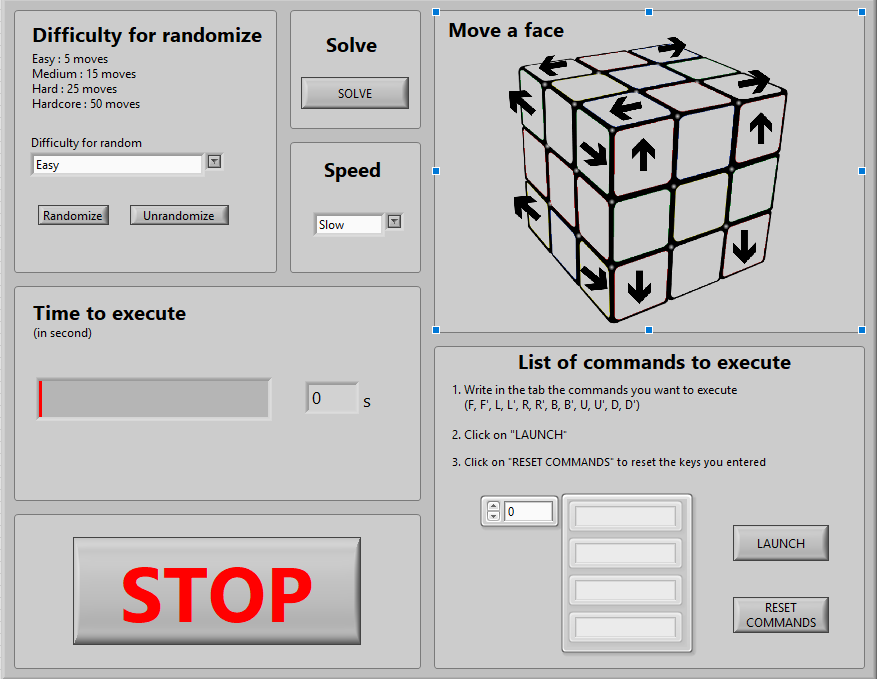 Difficulty for randomize
Easy : 5 moves
Medium : 15 moves
Hard : 25 moves
Hardcore : 50 moves
Difficulty for random
Easy
Randomize
Unrandomize
Solve
SOLVE
Speed
Slow
Move a face
Time to execute
(in second)
0
s
STOP
List of commands to execute
1. Write in the tab the commands you want to execute
(F, F', L, L', R, R', B, B', U, U', D, D')
2. Click on "LAUNCH"
3. Click on "RESET COMMANDS" to reset the keys you entered
0
LAUNCH
RESET
COMMANDS